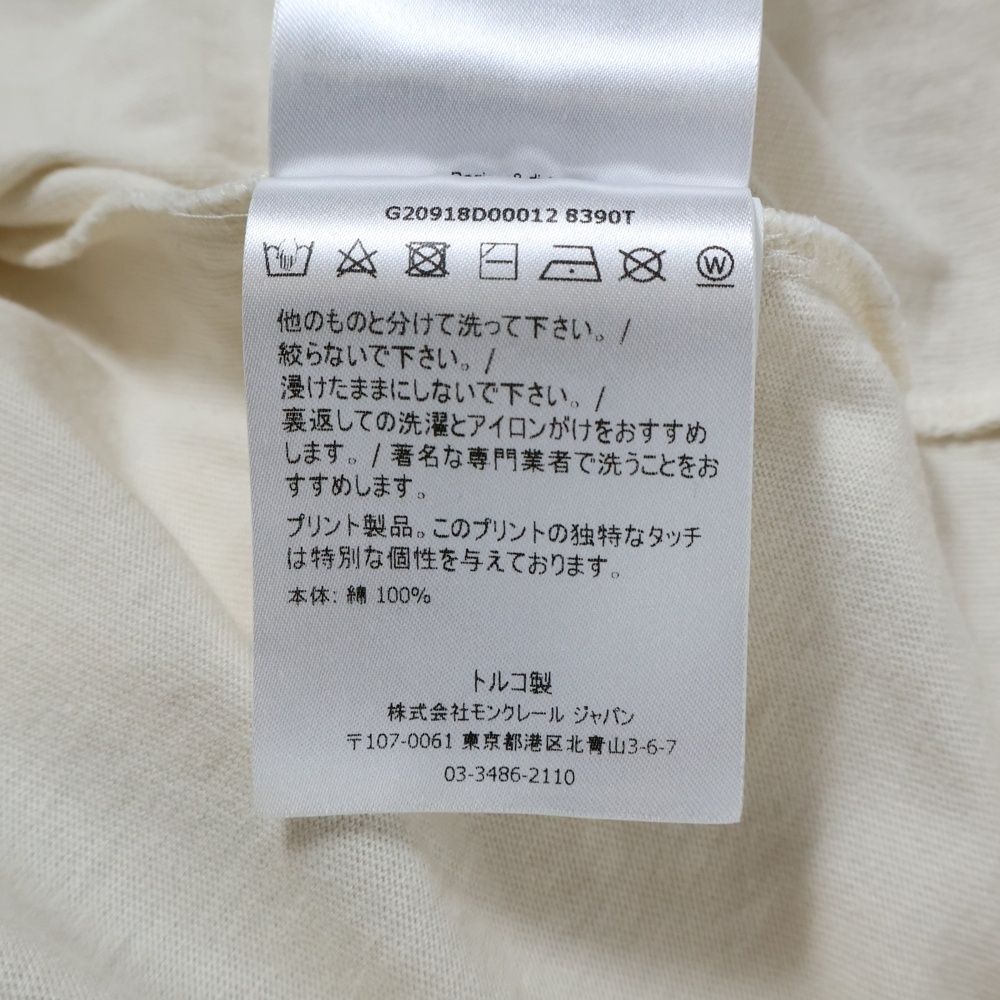 G20918D00012 8390T
W
他のものと分けて洗って下さい。/
絞らないで下さい。/
浸けたままにしないで下さい。/
裏返しての洗濯とアイロンがけをおすすめ
します。/ 著名な専門業者で洗うことをお
すすめします。
プリント製品。このプリントの独特なタッチ
は特別な個性を与えております。
本体: 綿 100%
トルコ製
株式会社モンクレール ジャパン
〒107-0061 東京都港区北青山3-6-7
03-3486-2110